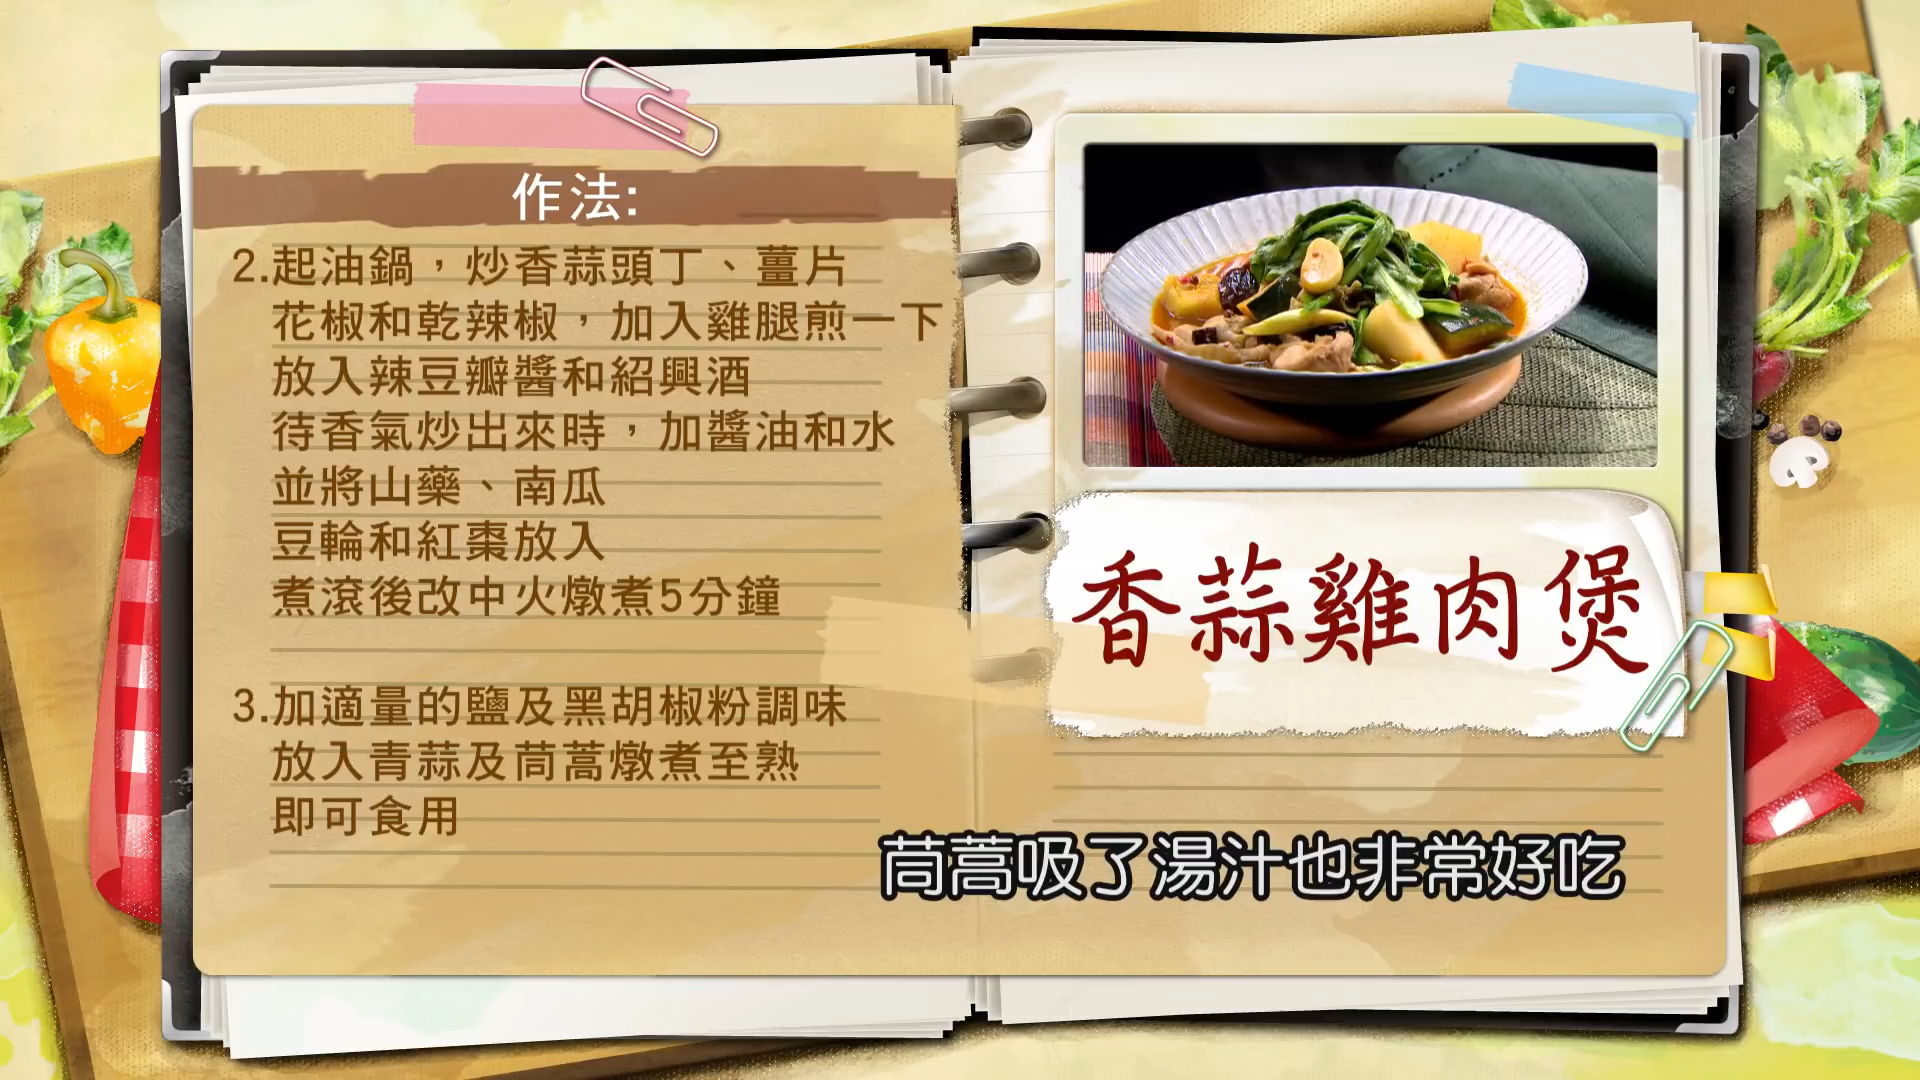 作法:
2.起油鍋，炒香蒜頭丁、薑片
花椒和乾辣椒，加入雞腿煎一下
放入辣豆瓣醬和紹興酒
待香氣炒出來時，加醬油和水
並將山藥、南瓜
豆輪和紅棗放入
煮滾後改中火燉煮5分鐘
3.加適量的鹽及黑胡椒粉調味
放入青蒜及茼蒿燉煮至熟
即可食用
香蒜雞肉煲
茼蒿吸了湯汁也非常好吃